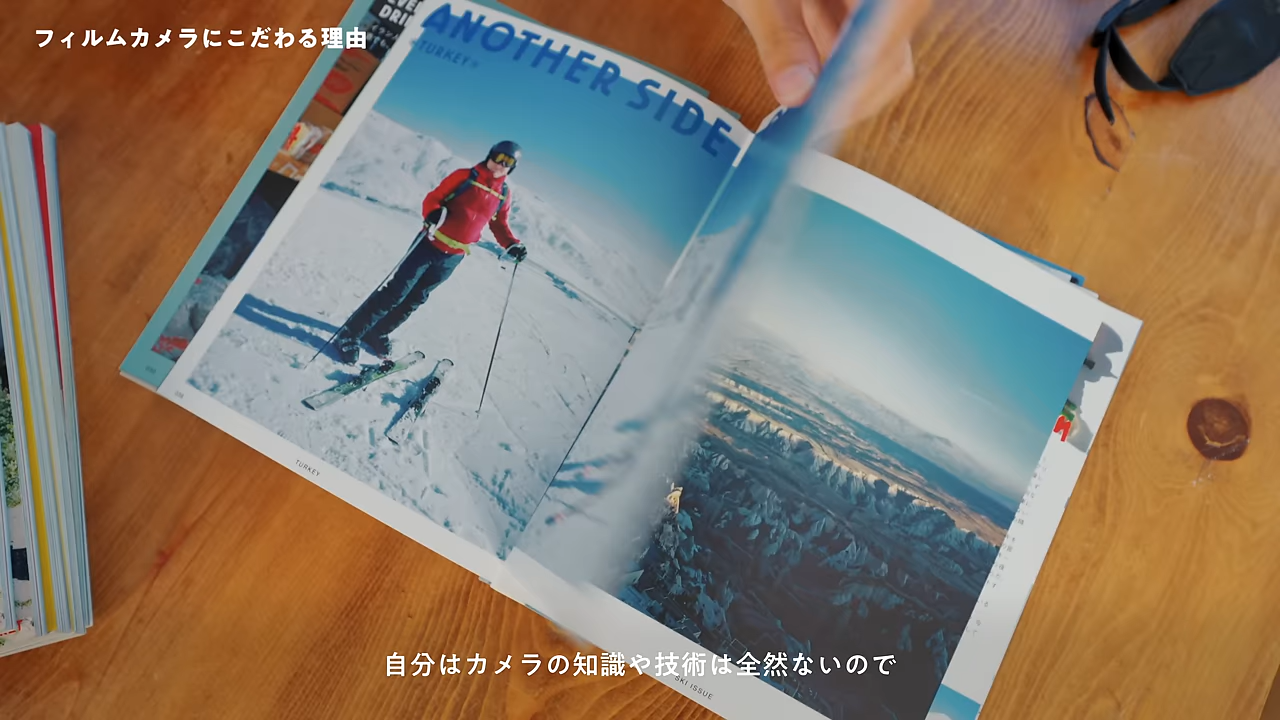 フィルムカメラにこだわる理由
EVE
DRI
ANOTHER SIDE
TURKEY
TURKEY
SKI ISSUE
自分はカメラの知識や技術は全然ないので